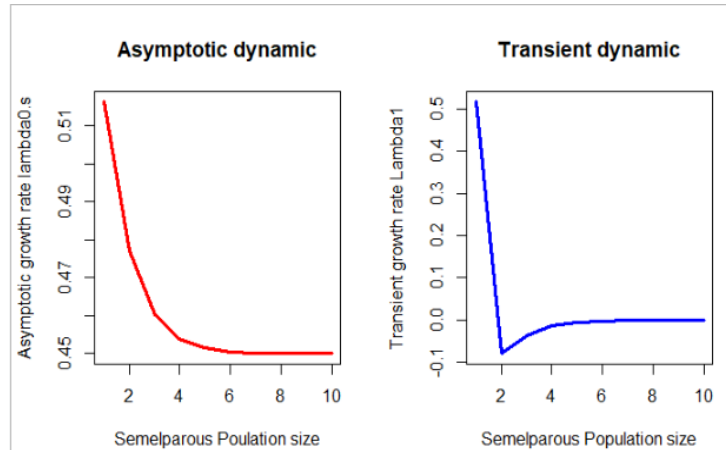 Asymptotic dynamic
Asymptotic growth rate lambda0.s
0.51
0.49
0.47
0.45
2 4 6 8 10
Semelparous Poulation size
Transient dynamic
Transient growth rate Lambda1
0.5
0.4
0.3
0.2
0.1
0.0
-0.1
2 4 6 8 10
Semelparous Population size